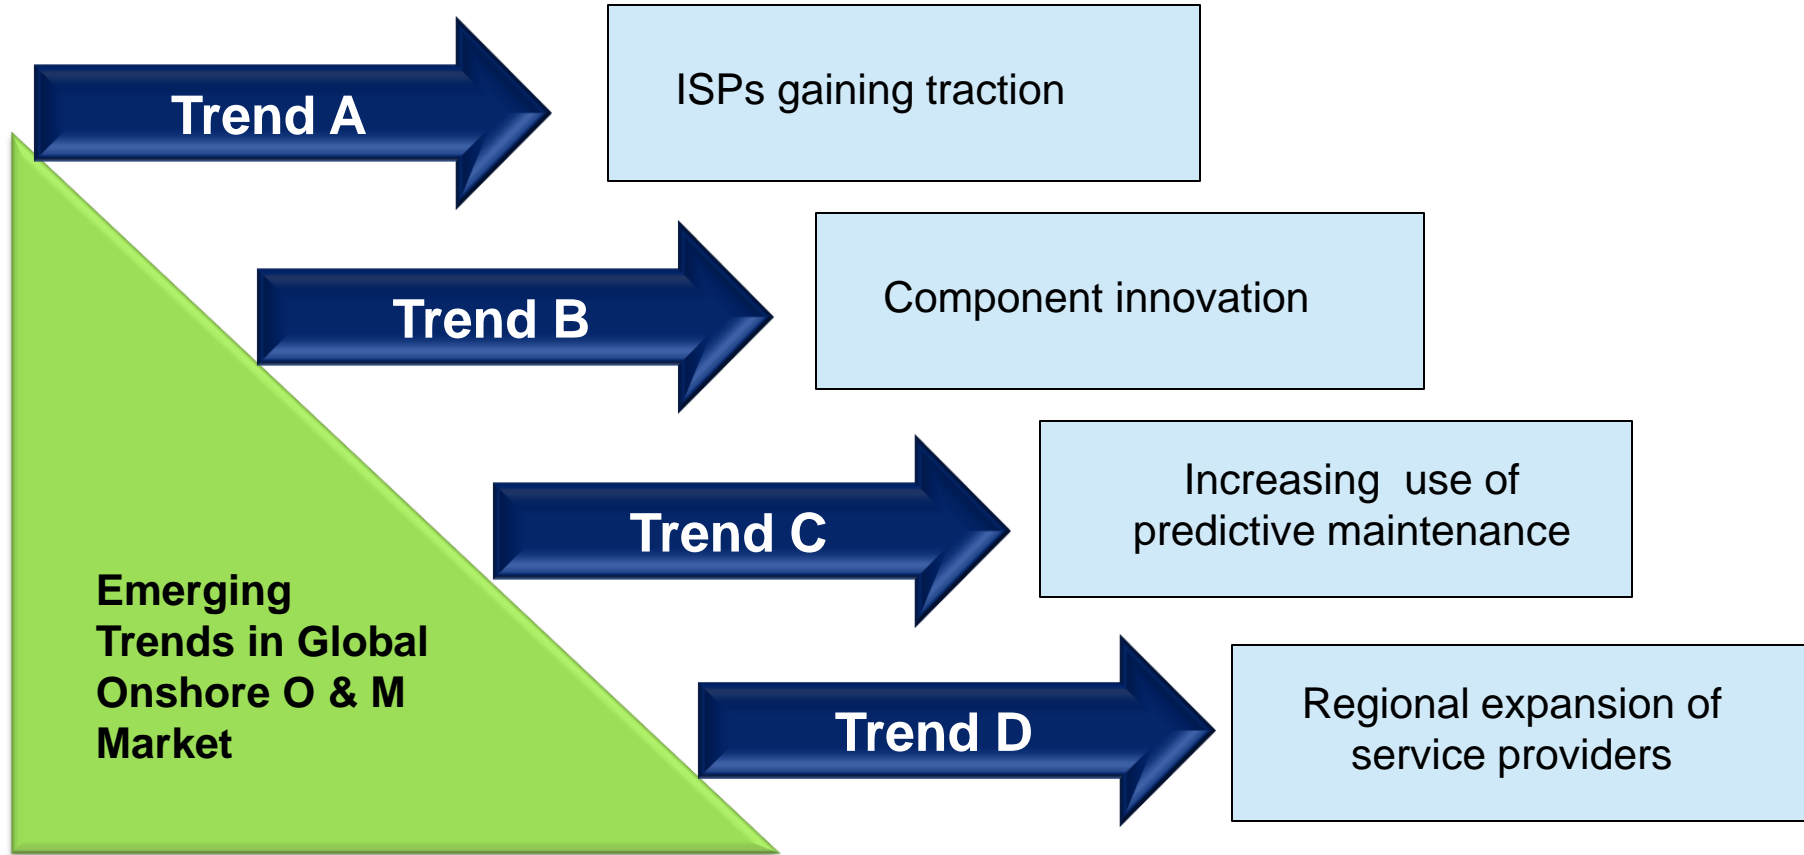 Trend A
ISPs gaining traction
Trend B
Component innovation
Trend C
Increasing use of
predictive maintenance
Trend D
Regional expansion of
service providers
Emerging
Trends in Global
Onshore O & M
Market